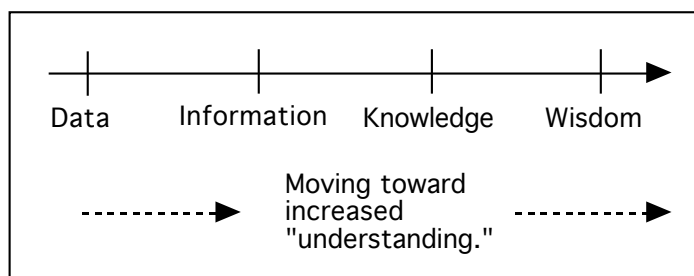 Data Information Knowledge Wisdom
Moving toward
increased
"understanding."